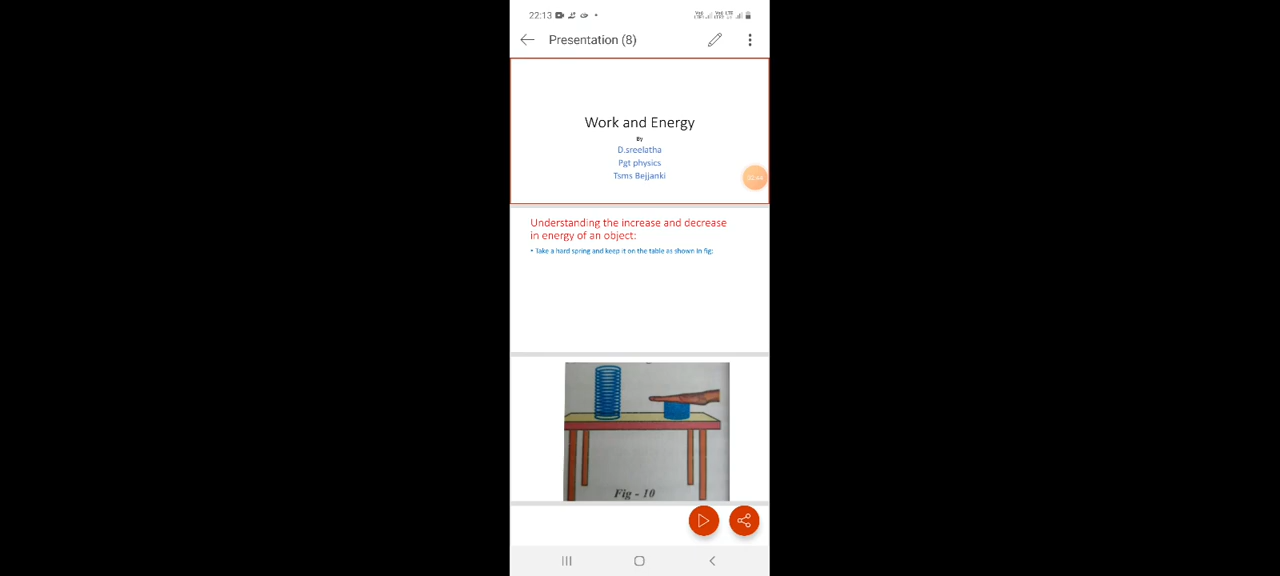 22:13
Presentation (8)
Work and Energy
By
D.sreelatha
Pgt physics
Tsms Bejjanki
Understanding the increase and decrease
in energy of an object:
• Take a hard spring and keep it on the table as shown in fig;
Fig - 10